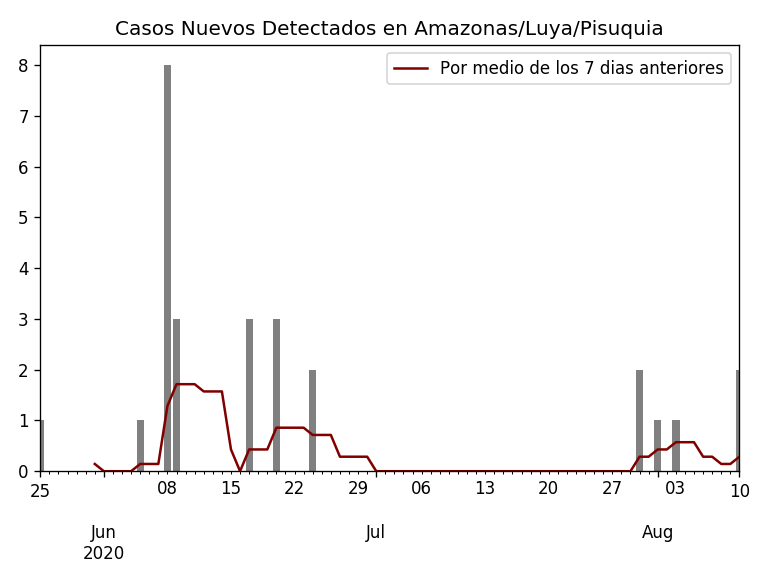 Casos Nuevos Detectados en Amazonas/Luya/Pisuquia
Por medio de los 7 dias anteriores
8
7
6
5
4
3
2
1
0
25 08 15 22 29 06 13 20 27 03 10
Jun Jul Aug
2020